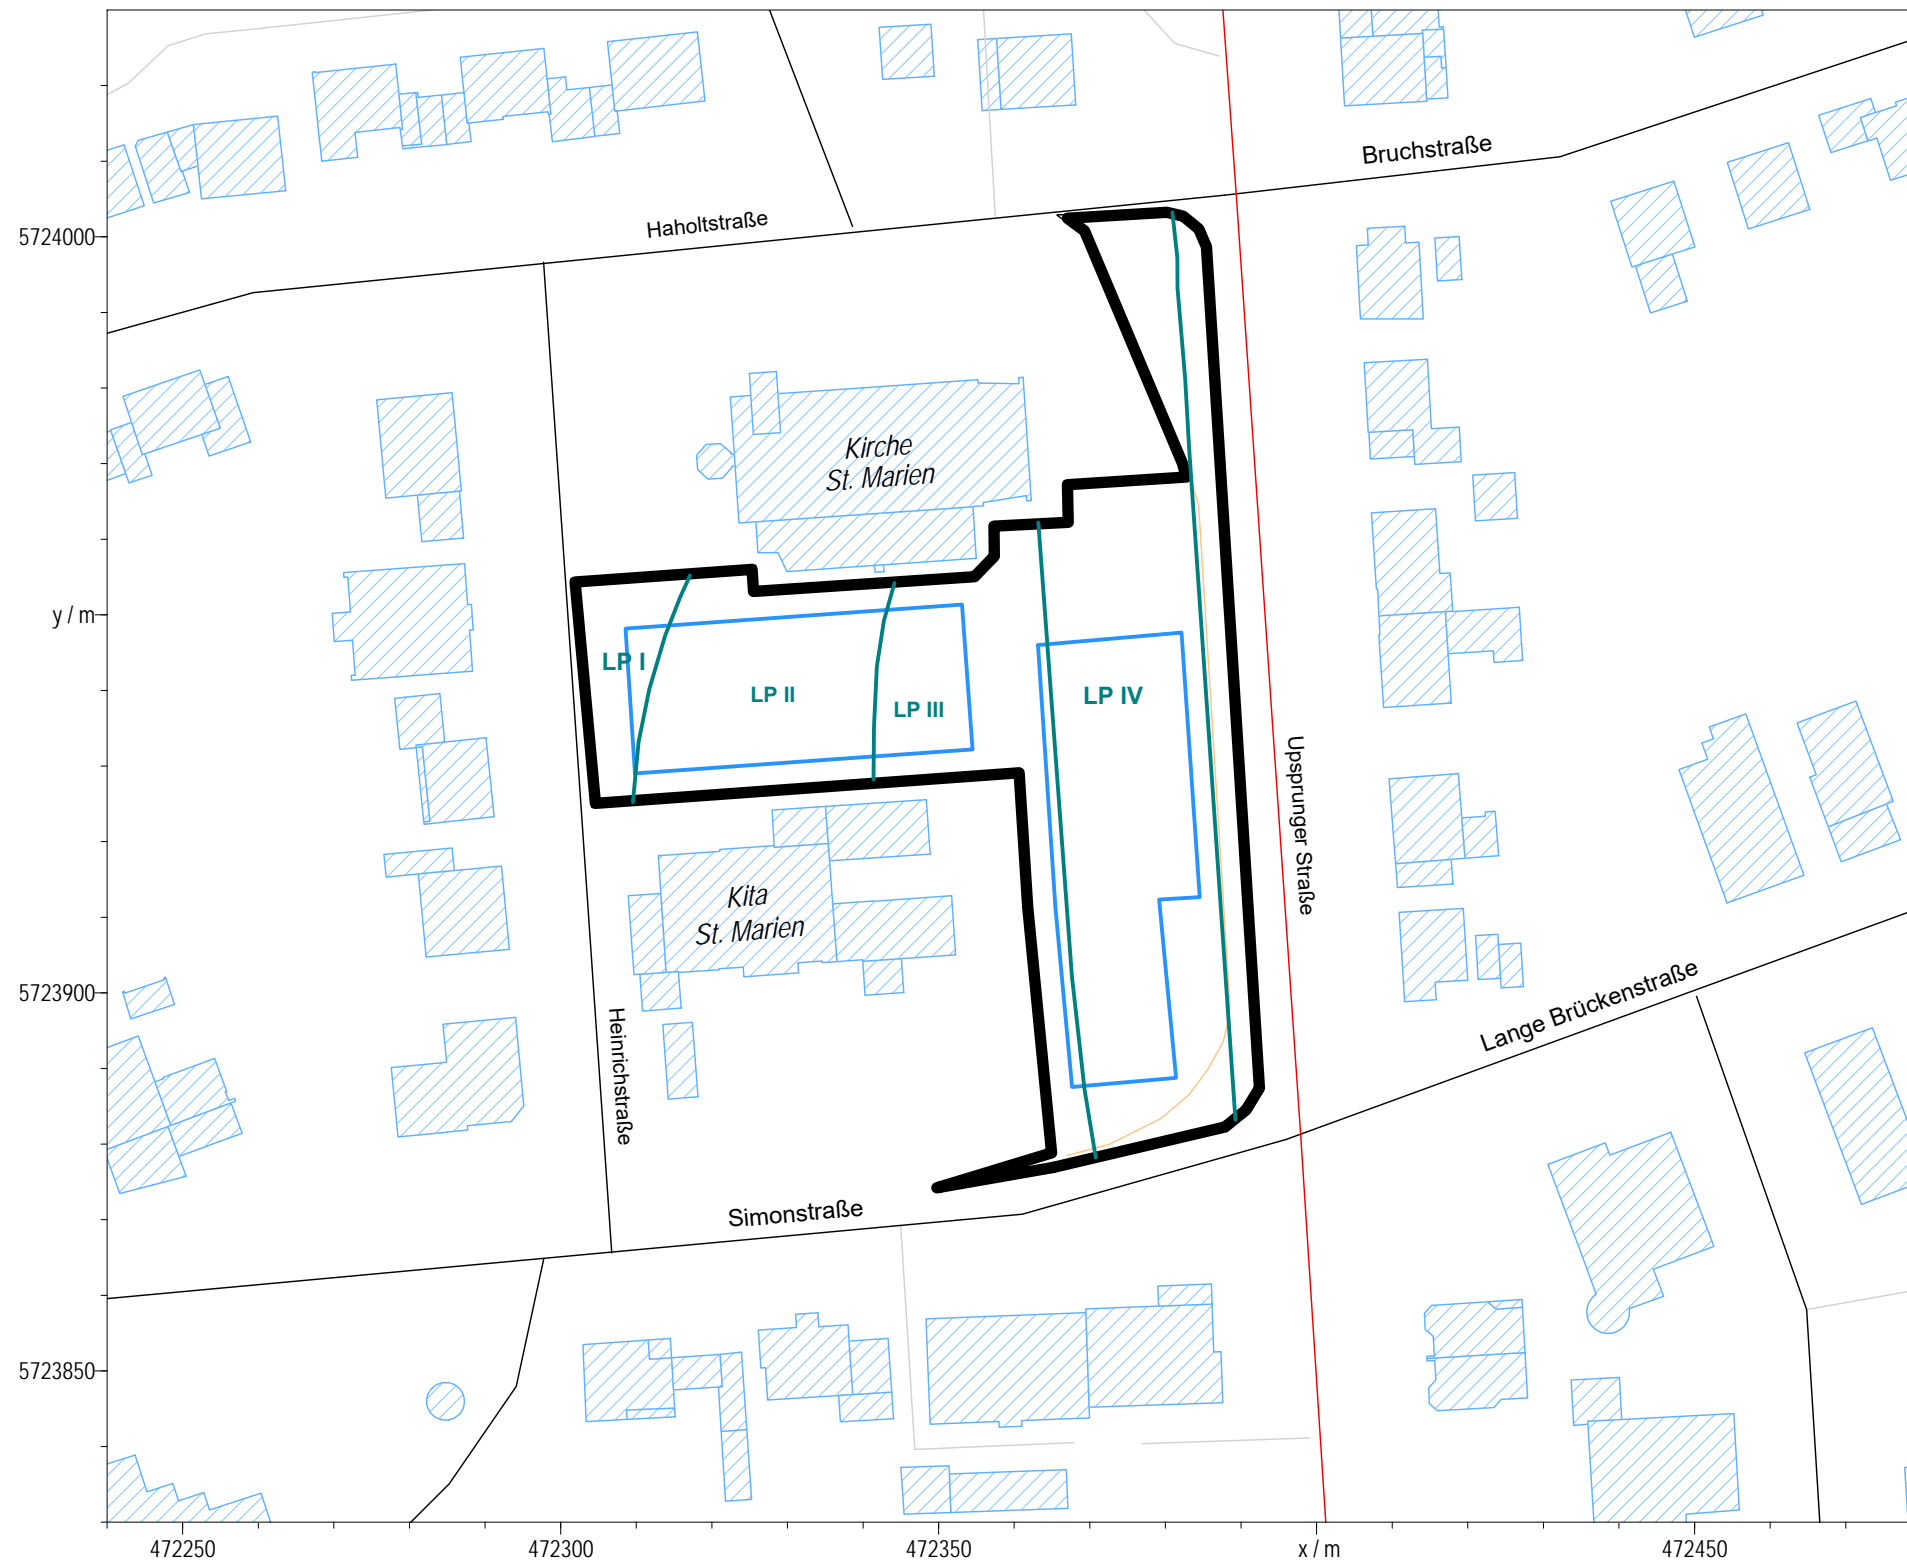 Bruchstraße
Haholtstraße
5724000
Kirche
St. Marien
y / m
LP I
LP II
LP III
LP IV
Upsprunger Straße
Kita
St. Marien
Lange Brückenstraße
5723900
Heinrichstraße
Simonstraße
5723850
472250
472300
472350
x / m
472450